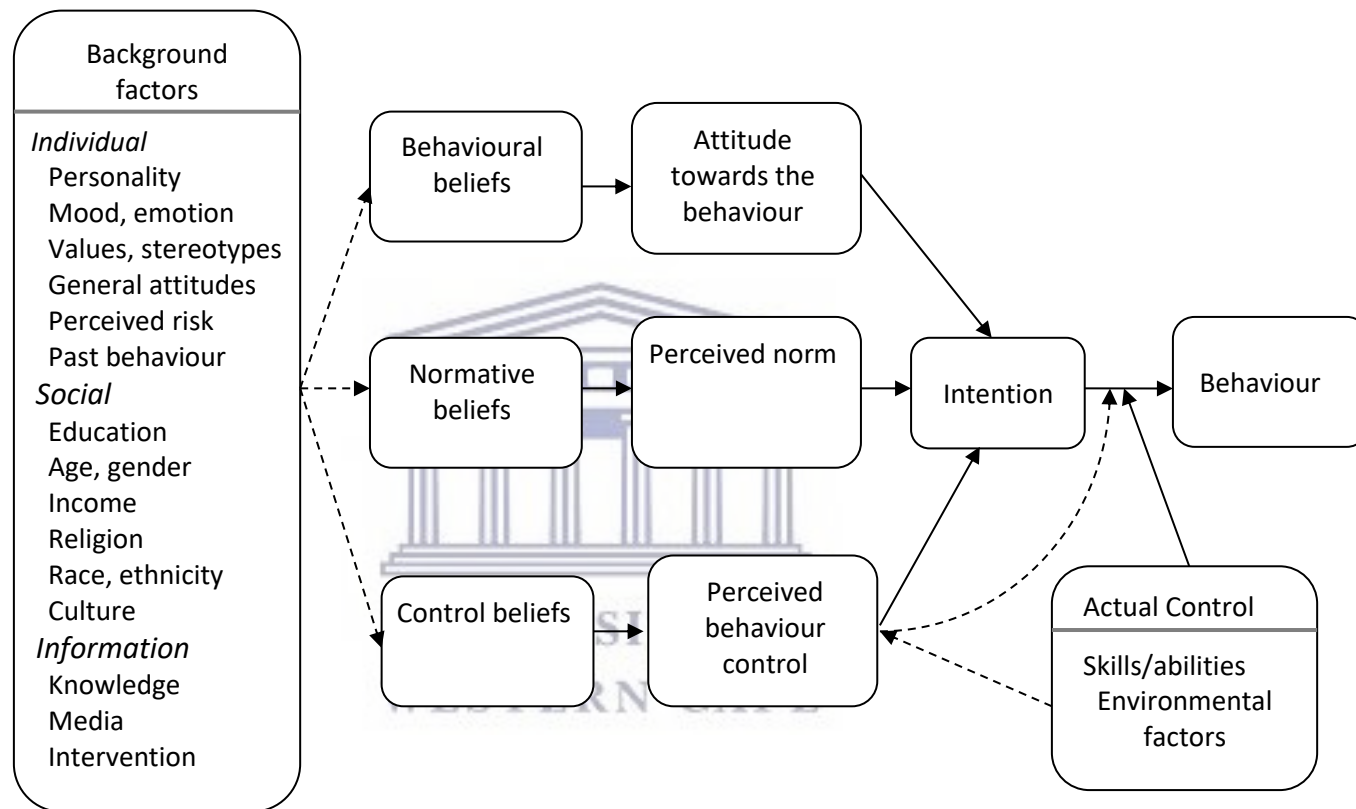 Background
factors
Individual
Personality
Mood, emotion
Values, stereotypes
General attitudes
Perceived risk
Past behaviour
Social
Education
Age, gender
Income
Religion
Race, ethnicity
Culture
Information
Knowledge
Media
Intervention
Behavioural
beliefs
Attitude
towards the
behaviour
Normative
beliefs
Perceived norm
Intention
Behaviour
Control beliefs
Perceived
behaviour
control
Actual Control
Skills/abilities
Environmental
factors